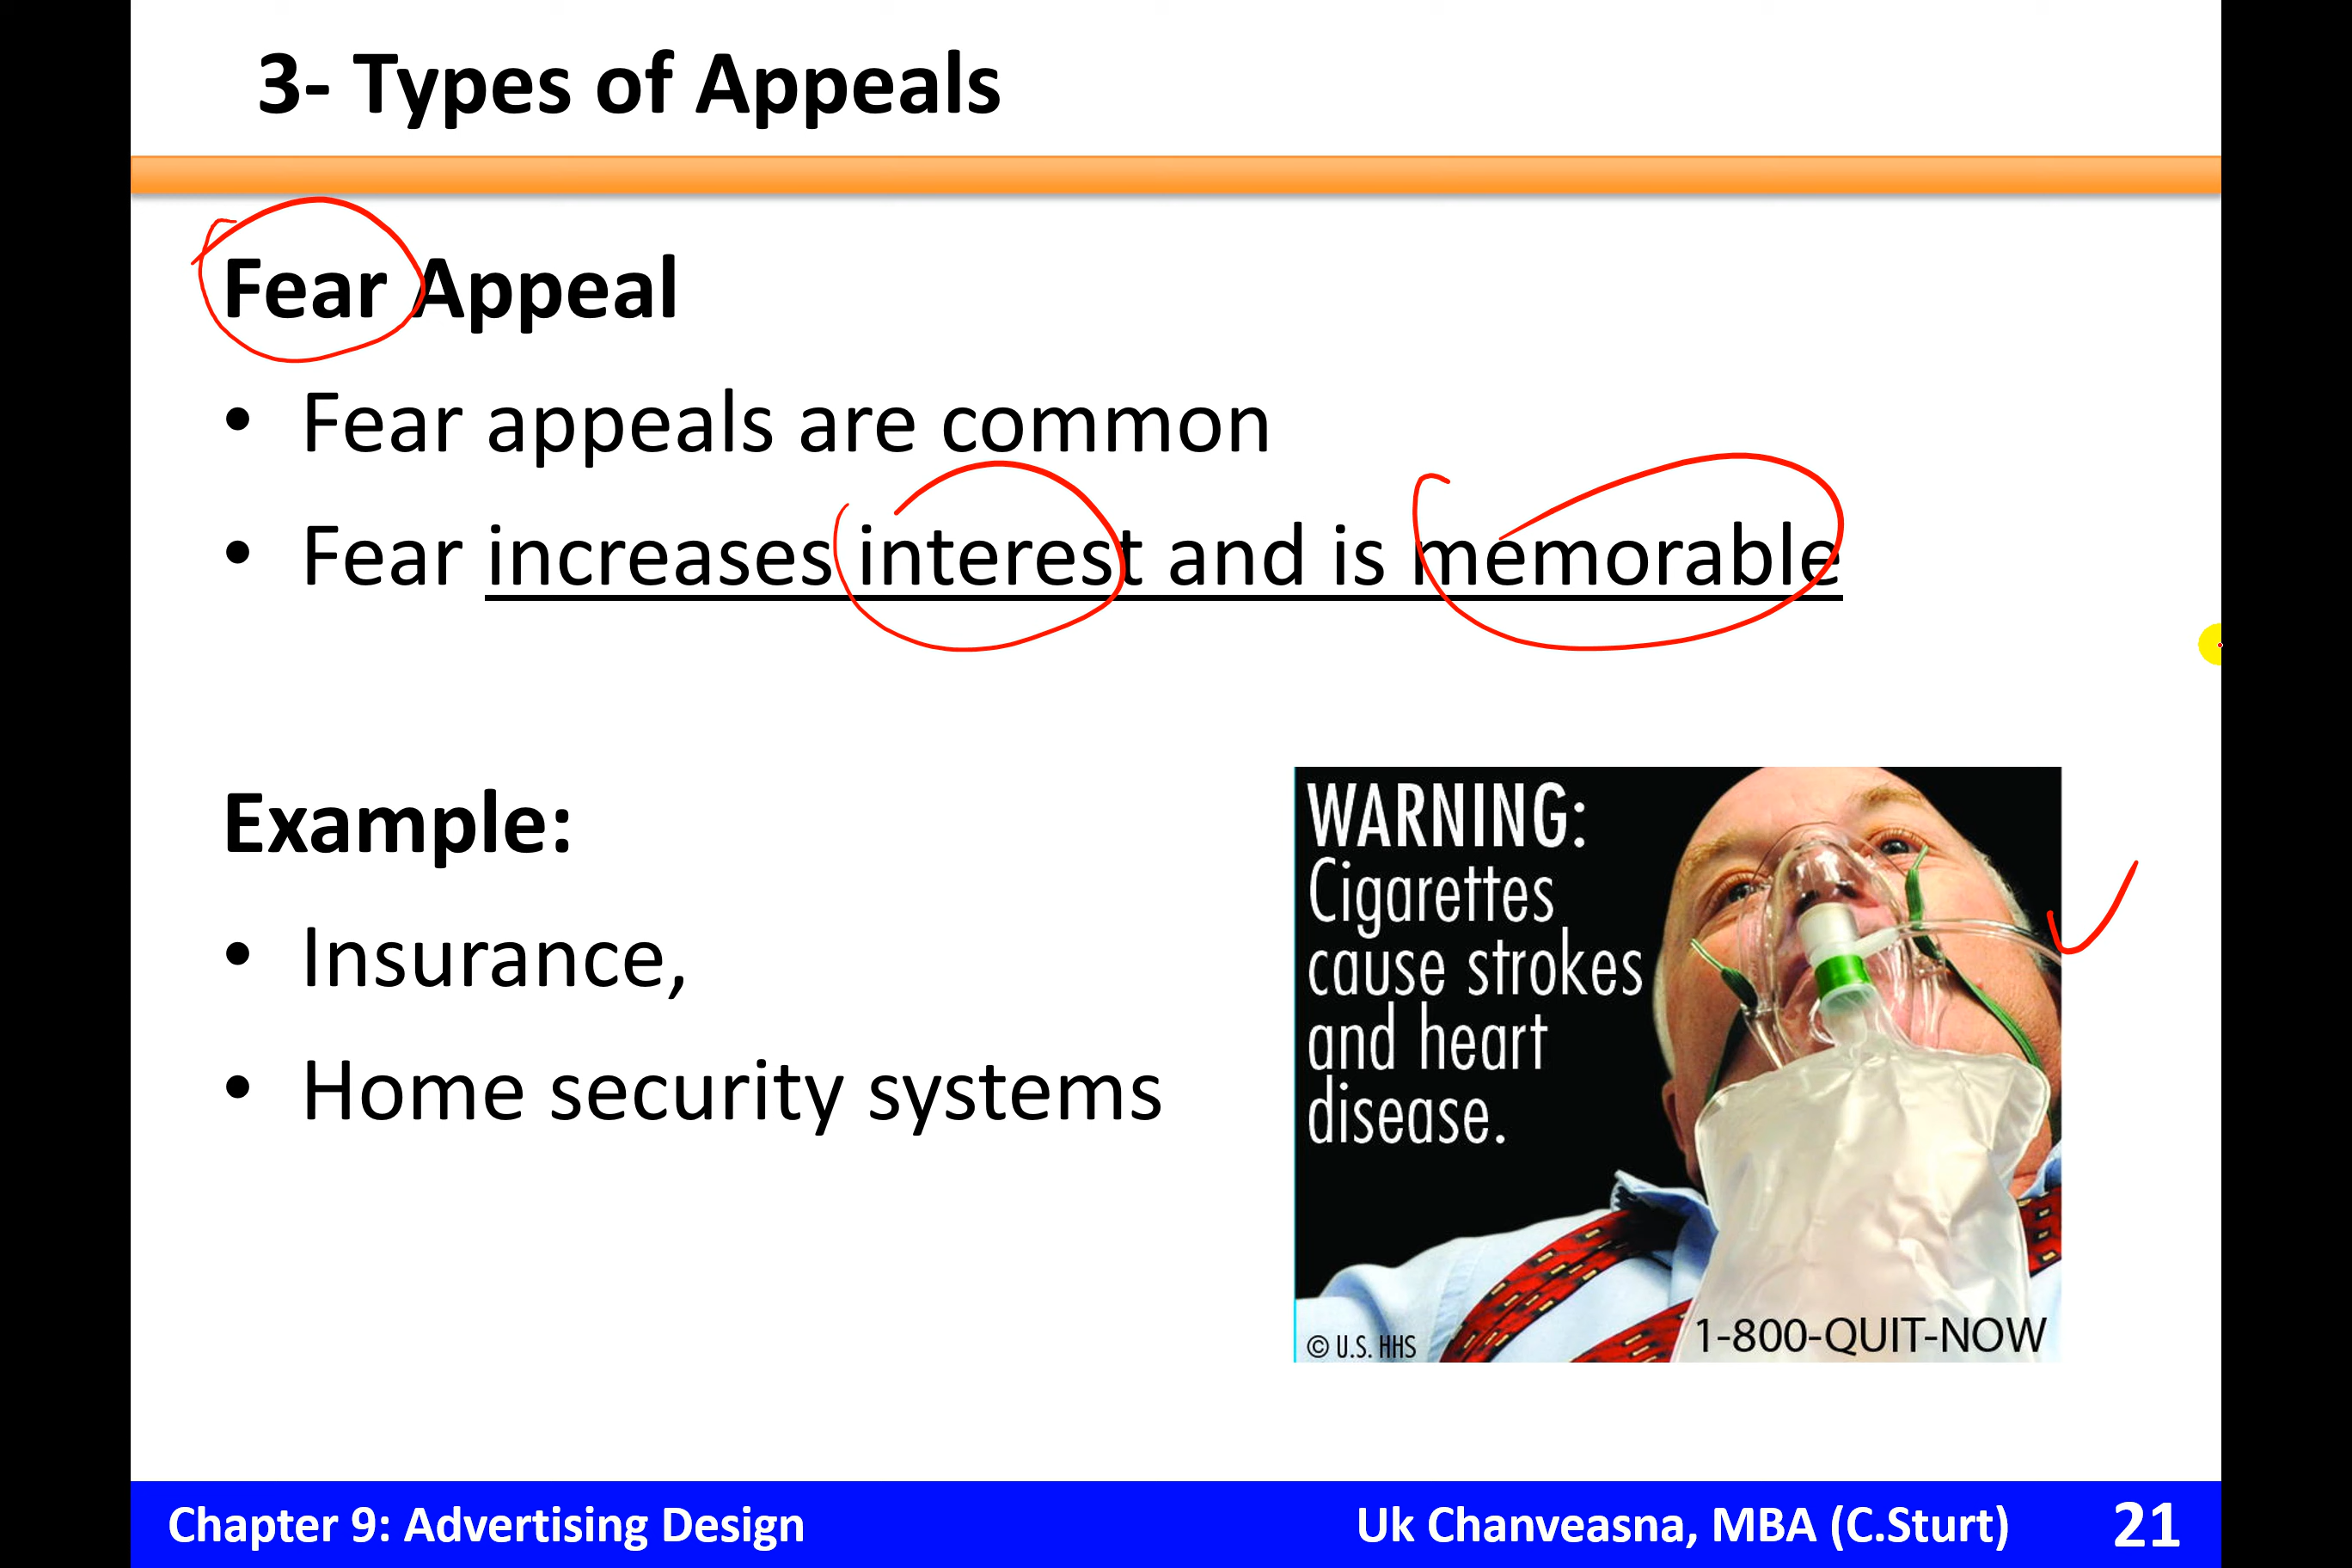 3- Types of Appeals
Fear Appeal
• Fear appeals are common
• Fear increases interest and is memorable
Example:
• Insurance,
• Home security systems
WARNING:
Cigarettes
cause strokes
and heart
disease.
© U.S. HHS
1-800-QUIT-NOW
Chapter 9: Advertising Design
Uk Chanveasna, MBA (C.Sturt)
21